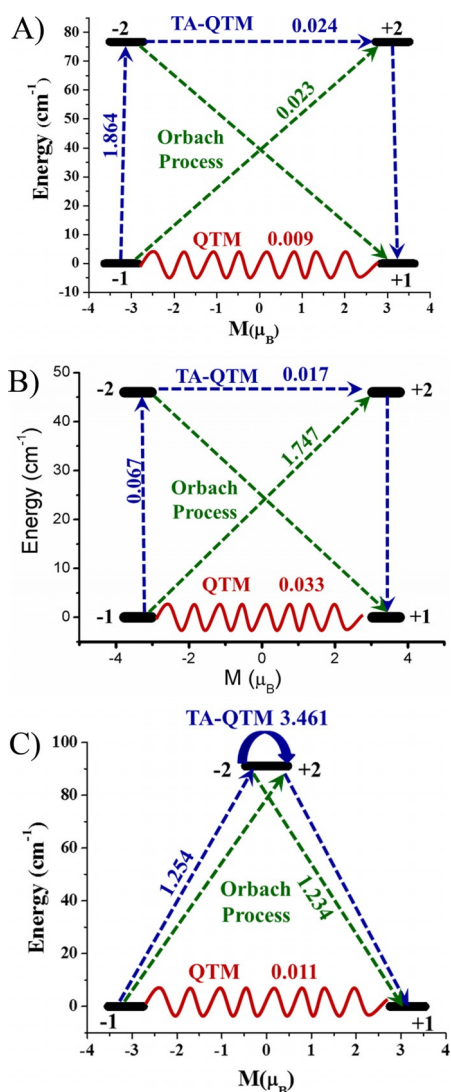 A)
80
70
60
50
40
30
20
10
0
-10
Energy (cm-1)
-2
TA-QTM
0.024
+2
1.864
0.023
Orbach
Process
QTM
0.009
-1
+1
-4 -3 -2 -1 0 1 2 3 4
M(μB)
B)
50
40
30
20
10
0
Energy (cm-1)
-2
TA-QTM
0.017
+2
0.067
1.747
Orbach
Process
QTM
0.033
-1
+1
-4 -2 0 2 4
M (μB)
TA-QTM 3.461
C)
100
80
60
40
20
0
Energy (cm-1)
-2
+2
1.254
1.234
Orbach
Process
QTM
0.011
-1
+1
-4 -3 -2 -1 0 1 2 3 4
M(μB)